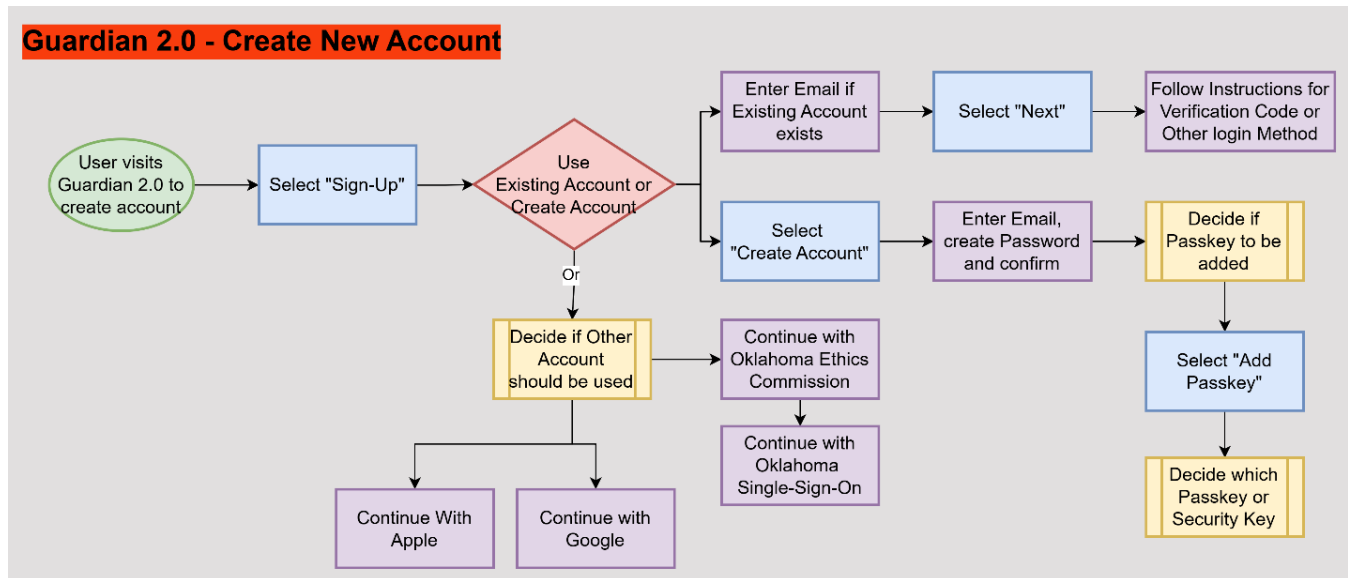 Guardian 2.0 - Create New Account
User visits
Guardian 2.0 to
create account
Select "Sign-Up"
Use
Existing Account or
Create Account
Enter Email if
Existing Account
exists
Select "Next"
Follow Instructions for
Verification Code or
Other login Method
Select
"Create Account"
Enter Email,
create Password
and confirm
Decide if
Passkey to be
added
Select "Add
Passkey"
Decide which
Passkey or
Security Key
Or
Decide if Other
Account
should be used
Continue with
Oklahoma Ethics
Commission
Continue with
Oklahoma
Single-Sign-On
Continue With
Apple
Continue with
Google